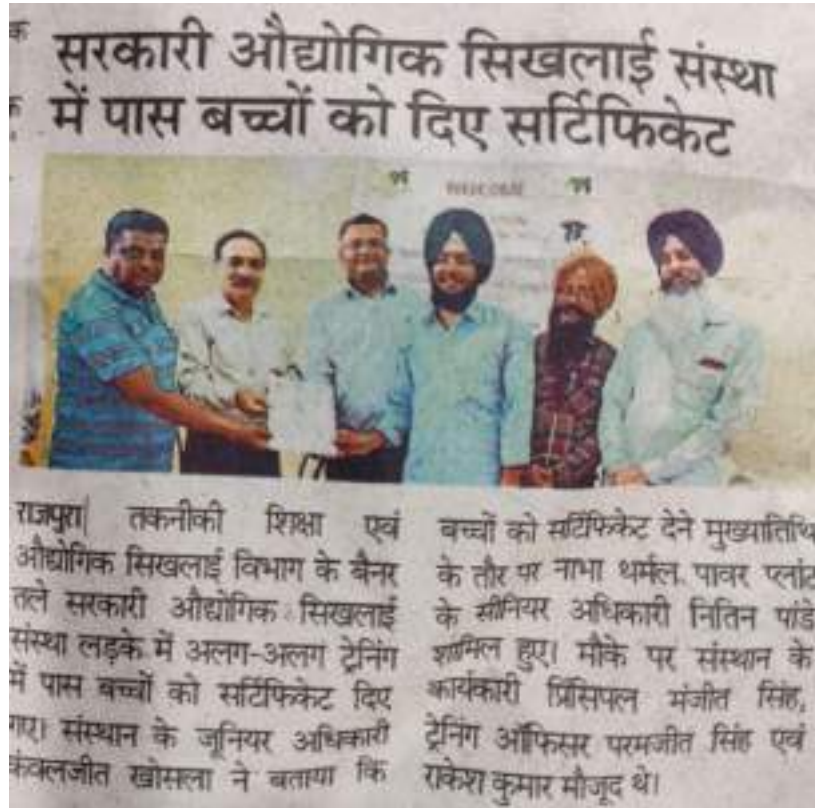 सरकारी औद्योगिक सिखलाई संस्था
में पास बच्चों को दिए सर्टिफिकेट
राजपुरा| तकनीकी शिक्षा एवं
औद्योगिक सिखलाई विभाग के बैनर
तले सरकारी औद्योगिक सिखलाई
संस्था लड़के में अलग-अलग ट्रेनिंग
में पास बच्चों को सर्टिफिकेट दिए
गए। संस्थान के जूनियर अधिकारी
कंवलजीत खोसला ने बताया कि
बच्चों को सर्टिफिकेट देने मुख्यातिथि
के तौर पर नाभा थर्मल पावर प्लांट
के सीनियर अधिकारी नितिन पांडे
शामिल हुए। मौके पर संस्थान के
कार्यकारी प्रिंसिपल मंजीत सिंह,
ट्रेनिंग ऑफिसर परमजीत सिंह एवं
राकेश कुमार मौजूद थे।